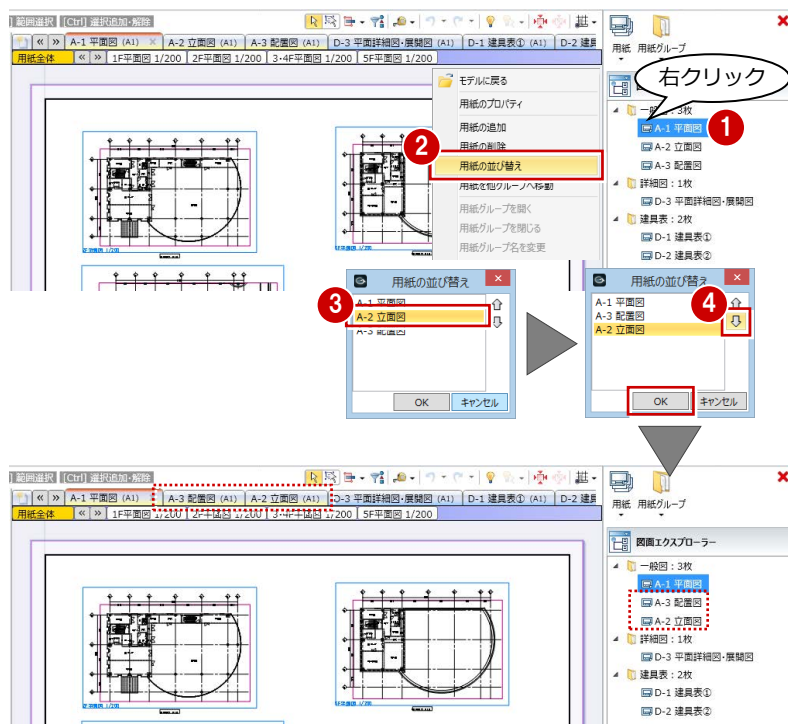 範囲選択 [Ctrl] 選択追加・解除
« » A-1 平面図 (A1) × A-2 立面図 (A1) A-3 配置図 (A1) D-3 平面詳細図・展開図 (A1) D-1 建具表① (A1) D-2 建具
用紙全体 « » 1F平面図 1/200 2F平面図 1/200 3・4F平面図 1/200 5F平面図 1/200
用紙 用紙グループ
右クリック
1
一般図:3枚
A-1 平面図
A-2 立面図
A-3 配置図
詳細図:1枚
D-3 平面詳細図・展開図
建具表:2枚
D-1 建具表①
D-2 建具表②
モデルに戻る
用紙のプロパティ
用紙の追加
用紙の削除
2
用紙の並び替え
用紙を他グループへ移動
用紙グループを開く
用紙グループを閉じる
用紙グループ名を変更
用紙の並び替え ×
3
A-1 平面図
A-2 立面図
A-3 配置図
OK キャンセル
用紙の並び替え ×
4
A-1 平面図
A-3 配置図
A-2 立面図
OK キャンセル
範囲選択 [Ctrl] 選択追加・解除
« » A-1 平面図 (A1) A-3 配置図 (A1) A-2 立面図 (A1) D-3 平面詳細図・展開図 (A1) D-1 建具表① (A1) D-2 建具
用紙全体 « » 1F平面図 1/200 2F平面図 1/200 3・4F平面図 1/200 5F平面図 1/200
用紙 用紙グループ
図面エクスプローラー
一般図:3枚
A-1 平面図
A-3 配置図
A-2 立面図
詳細図:1枚
D-3 平面詳細図・展開図
建具表:2枚
D-1 建具表①
D-2 建具表②